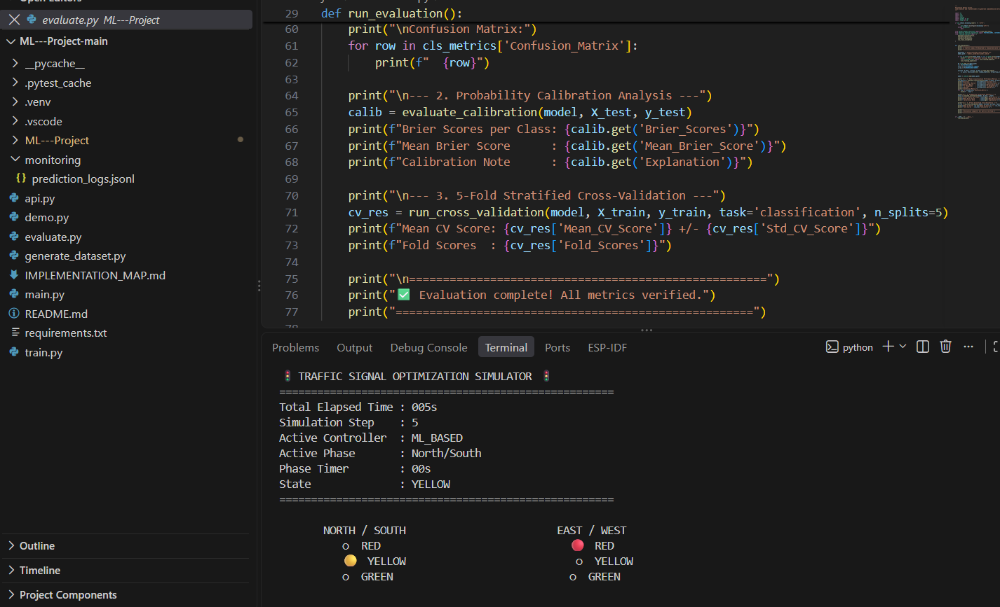 evaluate.py ML---Project
ML---Project-main
__pycache__
.pytest_cache
.venv
.vscode
ML---Project
monitoring
{} prediction_logs.jsonl
api.py
demo.py
evaluate.py
generate_dataset.py
IMPLEMENTATION_MAP.md
main.py
README.md
requirements.txt
train.py
Outline
Timeline
Project Components
29 def run_evaluation():
60 print("\nConfusion Matrix:")
61 for row in cls_metrics['Confusion_Matrix']:
62 print(f"  {row}")
63
64 print("\n--- 2. Probability Calibration Analysis ---")
65 calib = evaluate_calibration(model, X_test, y_test)
66 print(f"Brier Scores per Class: {calib.get('Brier_Scores')}")
67 print(f"Mean Brier Score      : {calib.get('Mean_Brier_Score')}")
68 print(f"Calibration Note      : {calib.get('Explanation')}")
69
70 print("\n--- 3. 5-Fold Stratified Cross-Validation ---")
71 cv_res = run_cross_validation(model, X_train, y_train, task='classification', n_splits=5)
72 print(f"Mean CV Score: {cv_res['Mean_CV_Score']} +/- {cv_res['Std_CV_Score']}")
73 print(f"Fold Scores  : {cv_res['Fold_Scores']}")
74
75 print("\n=====================================================")
76 print("✅ Evaluation complete! All metrics verified.")
77 print("=====================================================")
Problems Output Debug Console Terminal Ports ESP-IDF python
🚦 TRAFFIC SIGNAL OPTIMIZATION SIMULATOR 🚦
=====================================================
Total Elapsed Time : 005s
Simulation Step    : 5
Active Controller  : ML_BASED
Active Phase       : North/South
Phase Timer        : 00s
State              : YELLOW
=====================================================
NORTH / SOUTH EAST / WEST
○ RED 🔴 RED
🟡 YELLOW ○ YELLOW
○ GREEN ○ GREEN